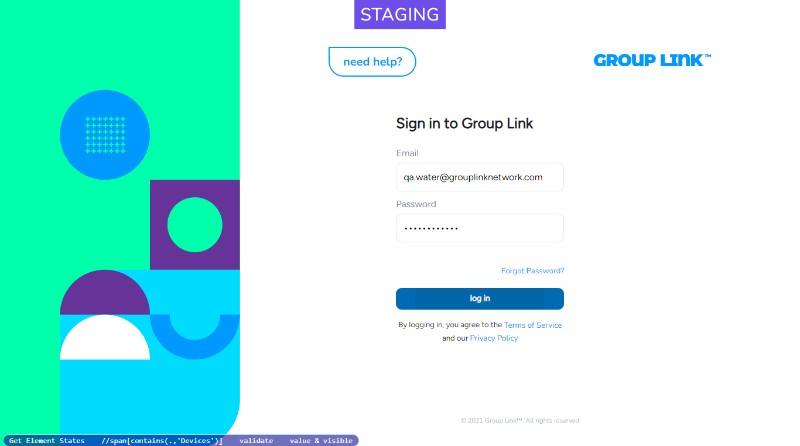 STAGING
need help?
GROUP LINK™
Sign in to Group Link
Email
qa.water@grouplinknetwork.com
Password
Forgot Password?
log in
By logging in, you agree to the Terms of Service
and our Privacy Policy
© 2021 Group Link™. All rights reserved
Get Element States //span[contains(.,'Devices')] validate value & visible